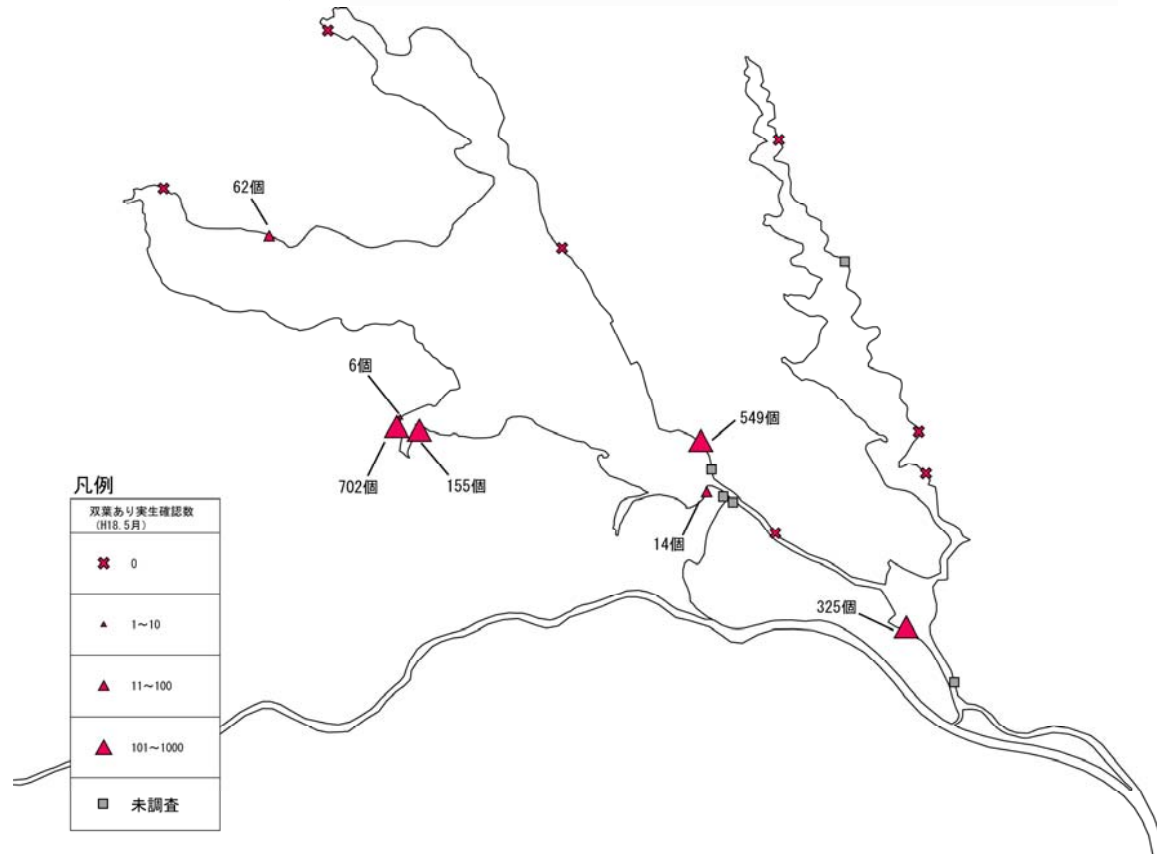 62個
6個
549個
702個
155個
14個
325個
凡例
双葉あり実生確認数
(H18.5月)
0
1～10
11～100
101～1000
未調査